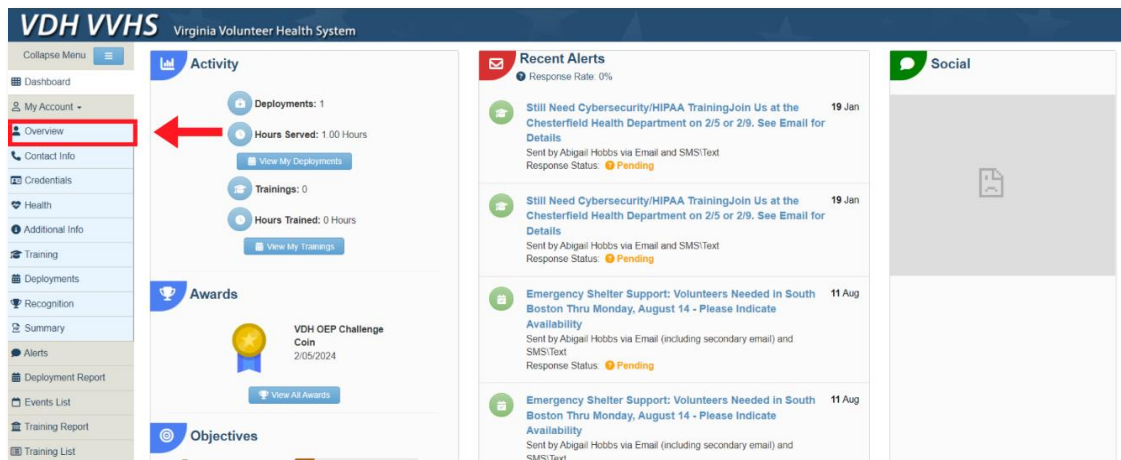 VDH VVHS Virginia Volunteer Health System
Collapse Menu
Dashboard
My Account
Overview
Contact Info
Credentials
Health
Additional Info
Training
Deployments
Recognition
Summary
Alerts
Deployment Report
Events List
Training Report
Training List
Activity
Deployments: 1
Hours Served: 1.00 Hours
View My Deployments
Trainings: 0
Hours Trained: 0 Hours
View My Trainings
Awards
VDH OEP Challenge
Coin
2/05/2024
View All Awards
Objectives
Recent Alerts
Response Rate: 0%
Still Need Cybersecurity/HIPAA TrainingJoin Us at the 19 Jan
Chesterfield Health Department on 2/5 or 2/9. See Email for
Details
Sent by Abigail Hobbs via Email and SMS\Text
Response Status: Pending
Still Need Cybersecurity/HIPAA TrainingJoin Us at the 19 Jan
Chesterfield Health Department on 2/5 or 2/9. See Email for
Details
Sent by Abigail Hobbs via Email and SMS\Text
Response Status: Pending
Emergency Shelter Support: Volunteers Needed in South 11 Aug
Boston Thru Monday, August 14 - Please Indicate
Availability
Sent by Abigail Hobbs via Email (including secondary email) and
SMS\Text
Response Status: Pending
Emergency Shelter Support: Volunteers Needed in South 11 Aug
Boston Thru Monday, August 14 - Please Indicate
Availability
Sent by Abigail Hobbs via Email (including secondary email) and
SMS\Text
Social